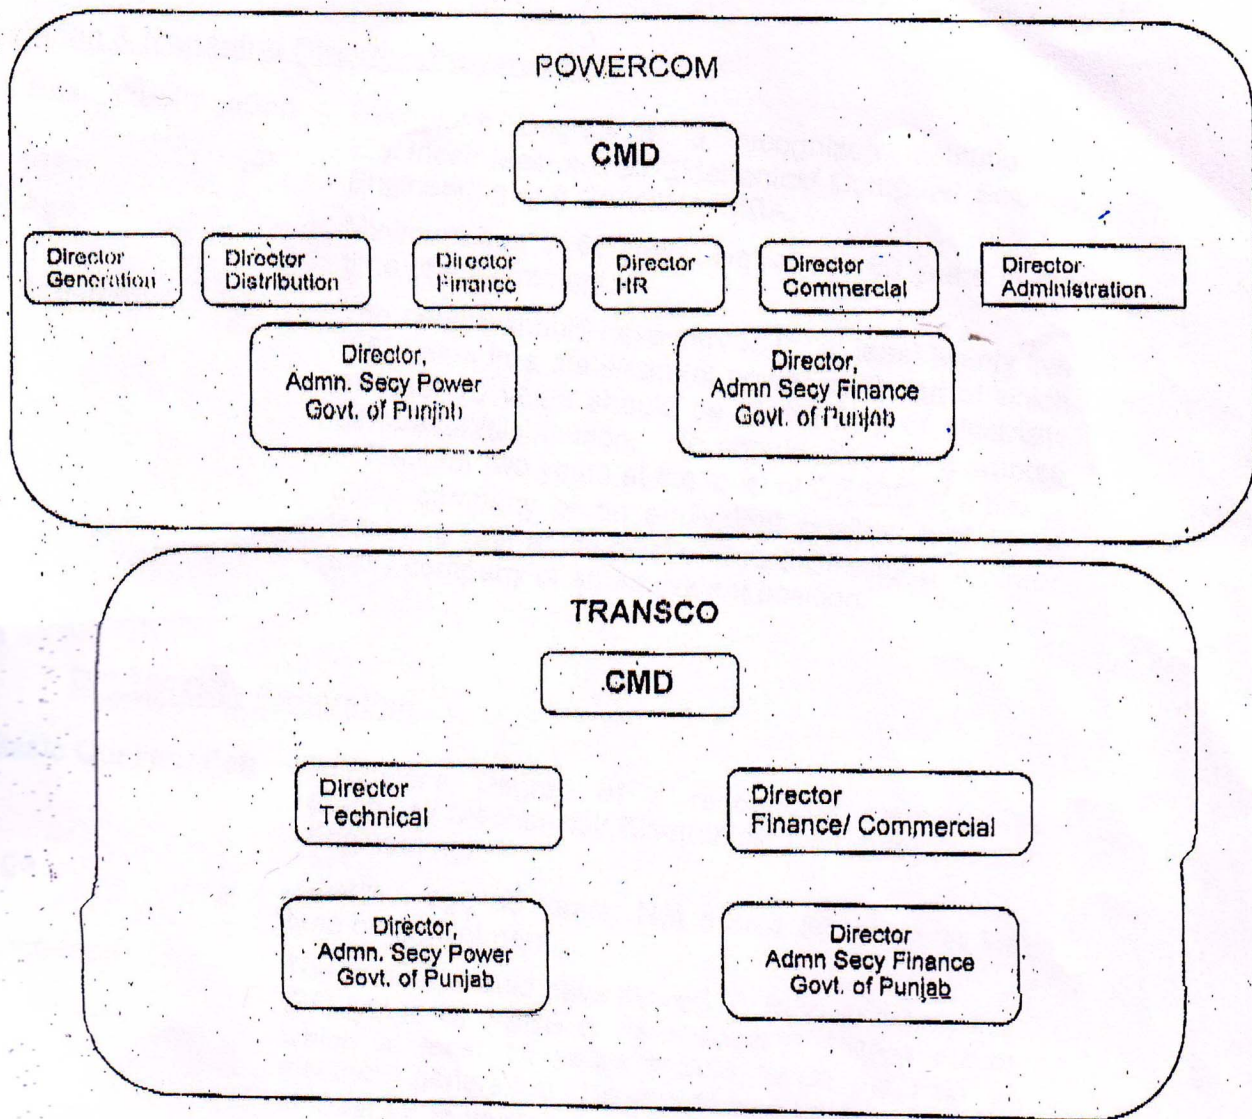 POWERCOM
CMD
Director
Generation
Director
Distribution
Director
Finance
Director
HR
Director
Commercial
Director
Administration
Director,
Admn. Secy Power
Govt. of Punjab
Director,
Admn Secy Finance
Govt. of Punjab
TRANSCO
CMD
Director
Technical
Director
Finance/ Commercial
Director,
Admn. Secy Power
Govt. of Punjab
Director
Admn Secy Finance
Govt. of Punjab